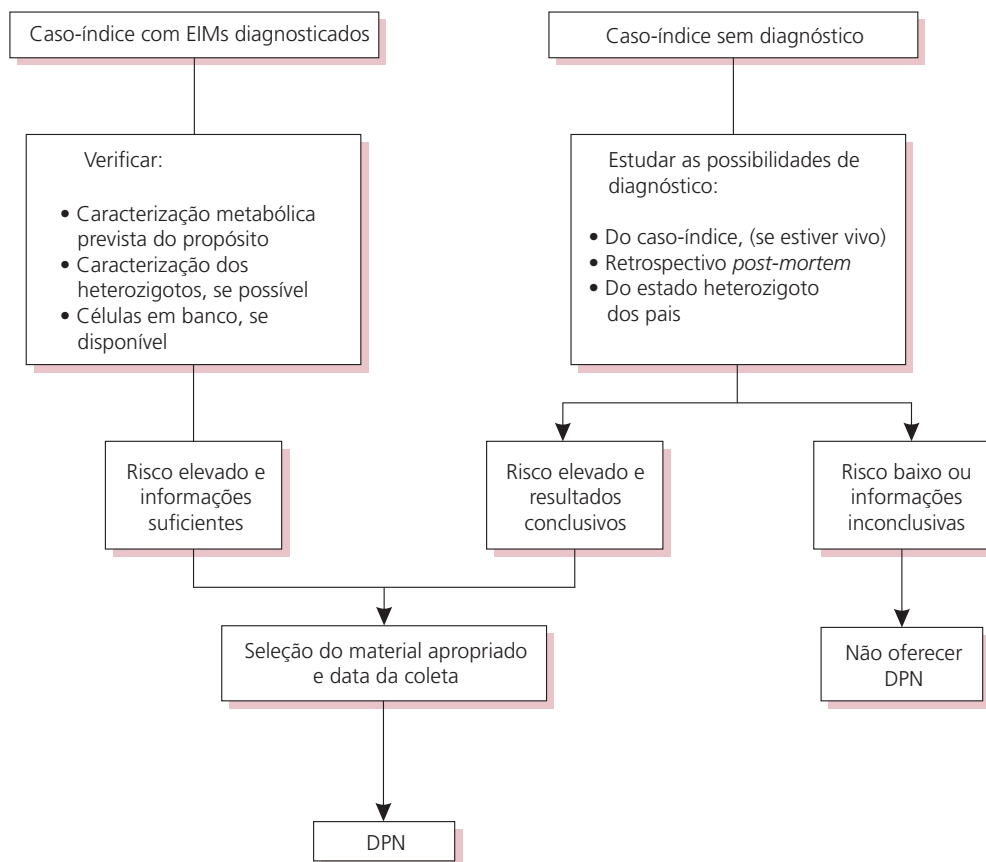 Caso-índice com EIMs diagnosticados
Caso-índice sem diagnóstico
Verificar:
• Caracterização metabólica
prevista do propósito
• Caracterização dos
heterozigotos, se possível
• Células em banco, se
disponível
Estudar as possibilidades de
diagnóstico:
• Do caso-índice, (se estiver vivo)
• Retrospectivo post-mortem
• Do estado heterozigoto
dos pais
Risco elevado e
informações
suficientes
Risco elevado e
resultados
conclusivos
Risco baixo ou
informações
inconclusivas
Seleção do material apropriado
e data da coleta
Não oferecer
DPN
DPN